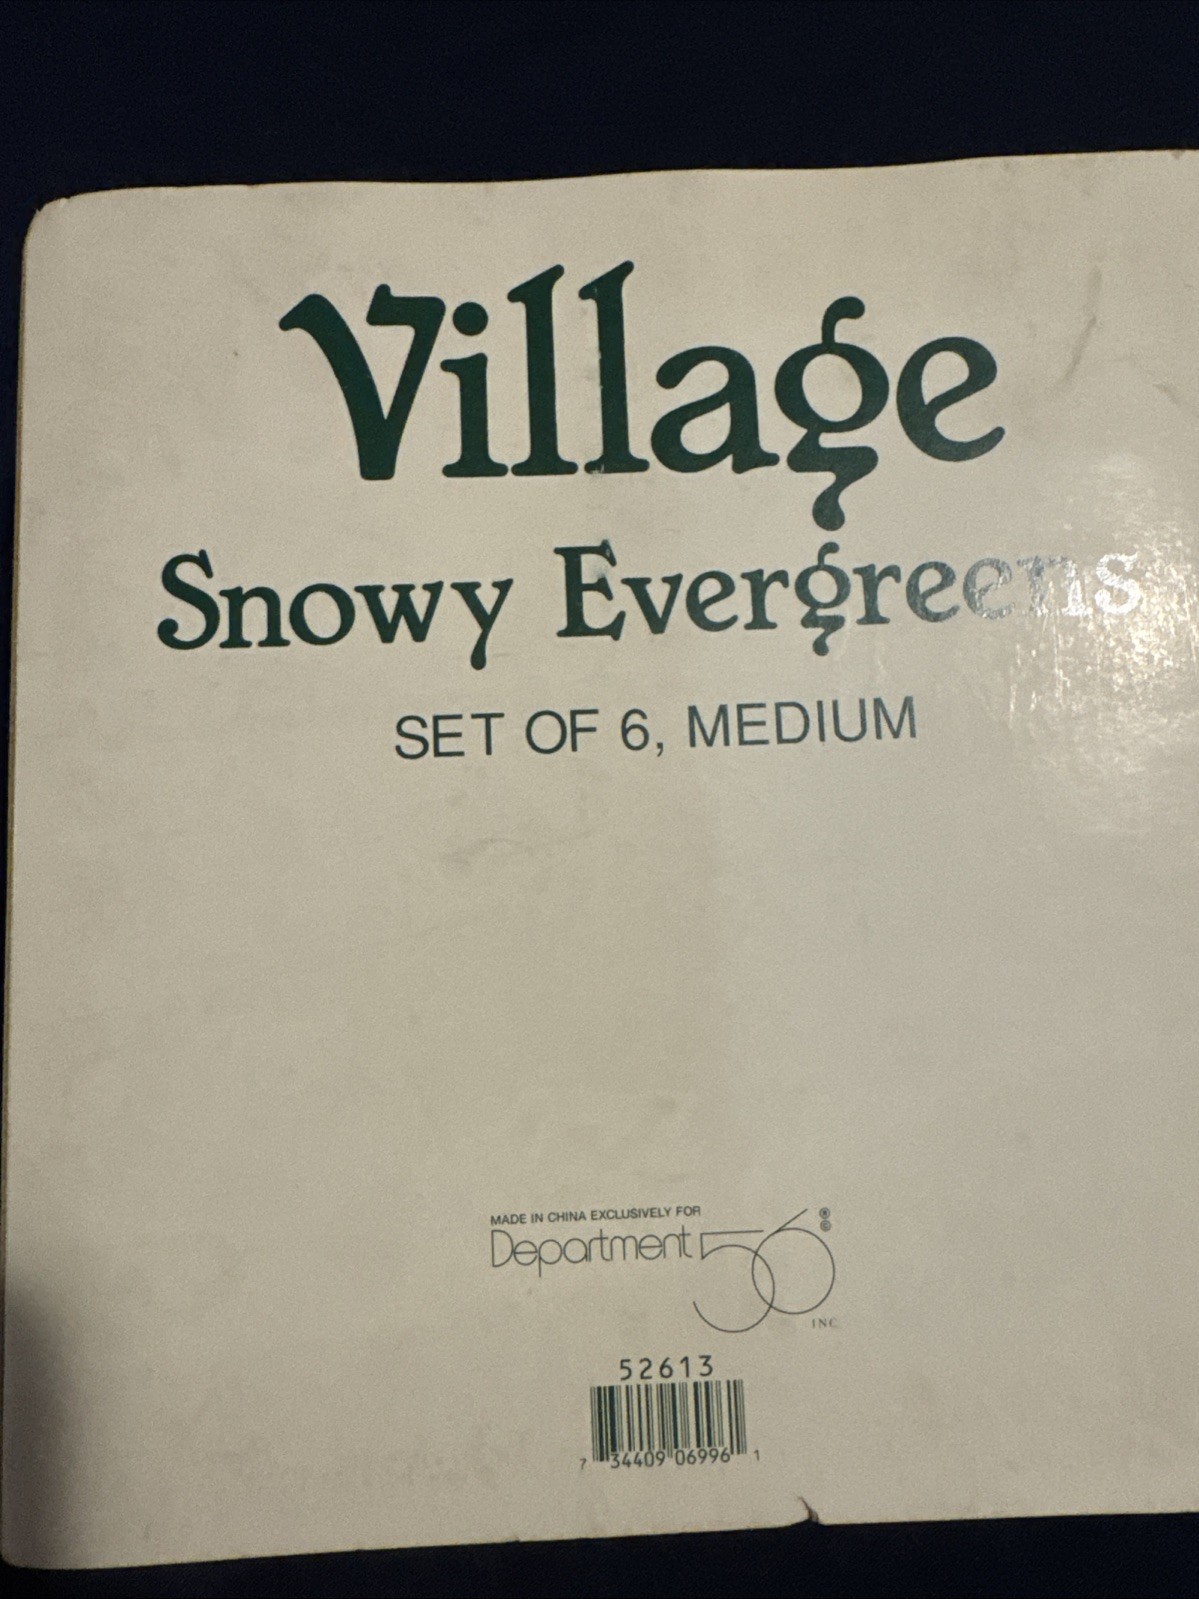 Village
Snowy Evergreens
SET OF 6, MEDIUM
MADE IN CHINA EXCLUSIVELY FOR
Department 56 ®
©
INC
52613
7 34409 06996 1